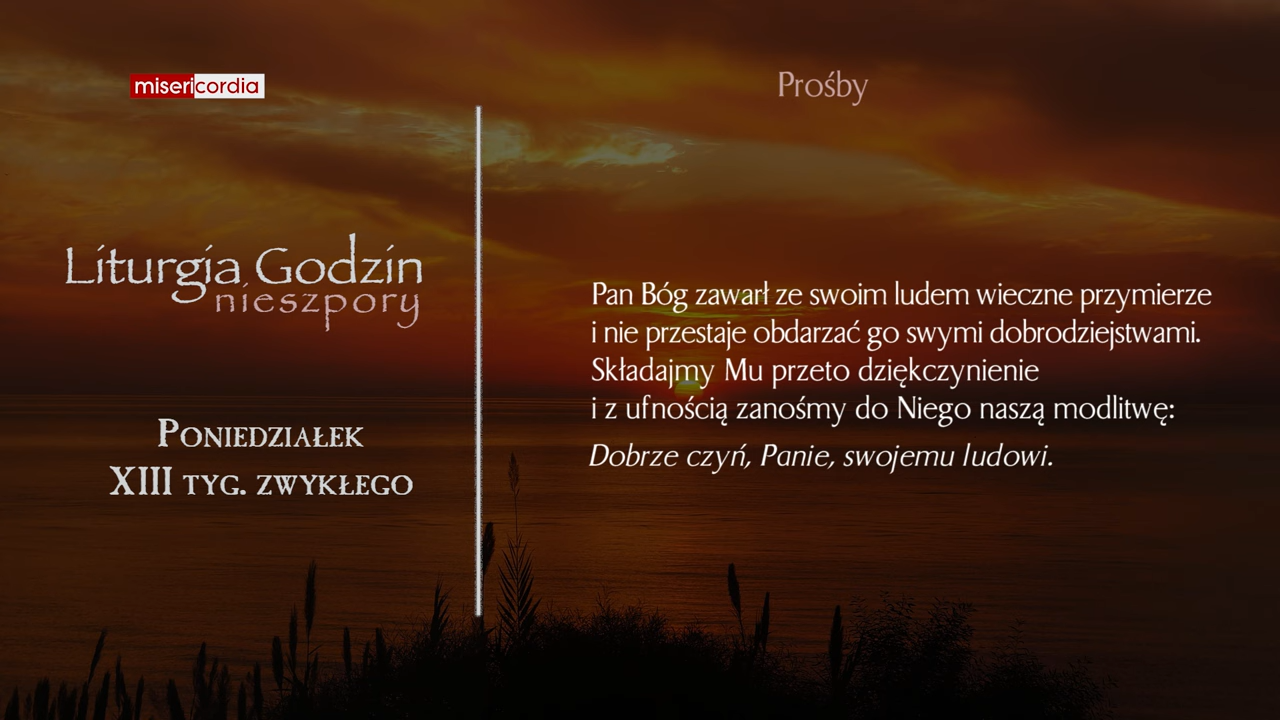 misericordia
Liturgia Godzin
nieszpory
Poniedziałek
XIII tyg. zwykłego
Prośby
Pan Bóg zawarł ze swoim ludem wieczne przymierze
i nie przestaje obdarzać go swymi dobrodziejstwami.
Składajmy Mu przeto dziękczynienie
i z ufnością zanośmy do Niego naszą modlitwę:
Dobrze czyń, Panie, swojemu ludowi.